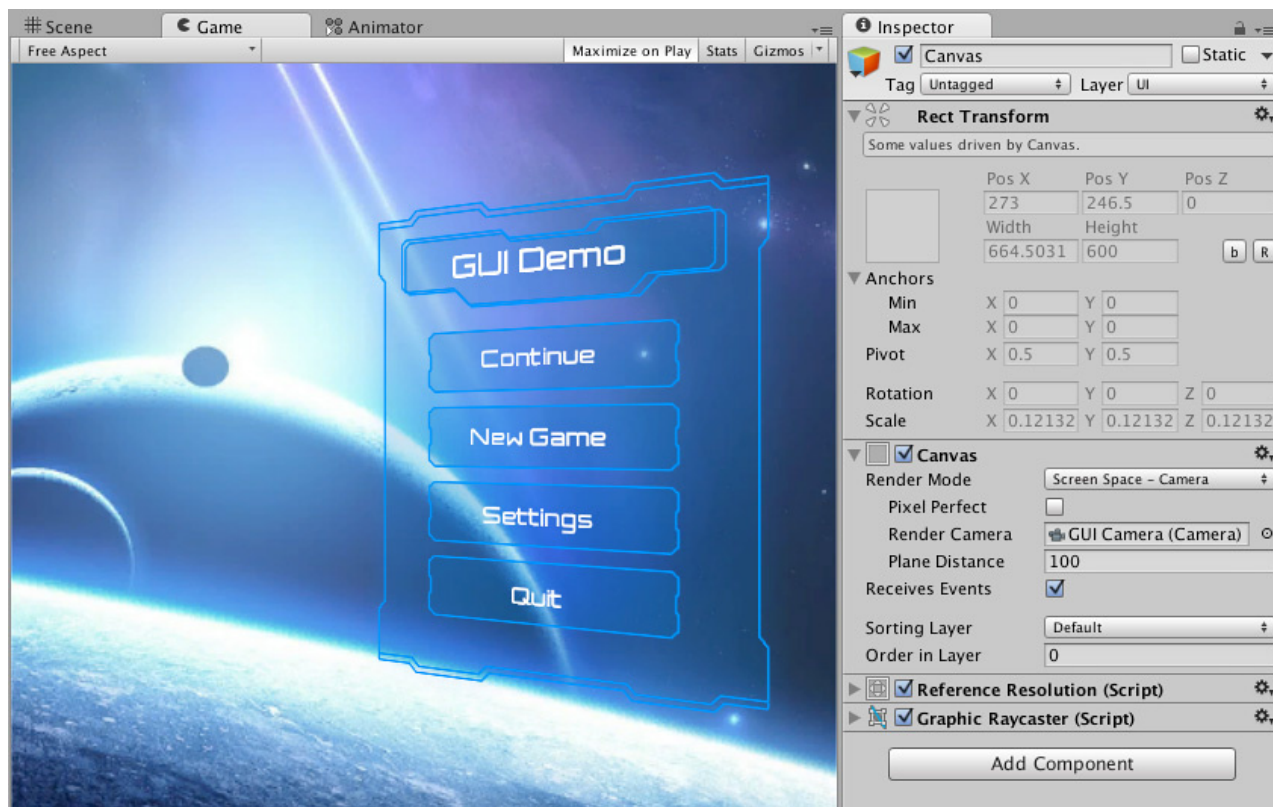 Scene Game Animator
Free Aspect Maximize on Play Stats Gizmos
GUI Demo
Continue
New Game
Settings
Quit
Inspector
Canvas Static
Tag Untagged Layer UI
Rect Transform
Some values driven by Canvas.
Pos X Pos Y Pos Z
273 246.5 0
Width Height
664.5031 600 b R
Anchors
Min X 0 Y 0
Max X 0 Y 0
Pivot X 0.5 Y 0.5
Rotation X 0 Y 0 Z 0
Scale X 0.12132 Y 0.12132 Z 0.12132
Canvas
Render Mode Screen Space – Camera
Pixel Perfect
Render Camera GUI Camera (Camera)
Plane Distance 100
Receives Events
Sorting Layer Default
Order in Layer 0
Reference Resolution (Script)
Graphic Raycaster (Script)
Add Component